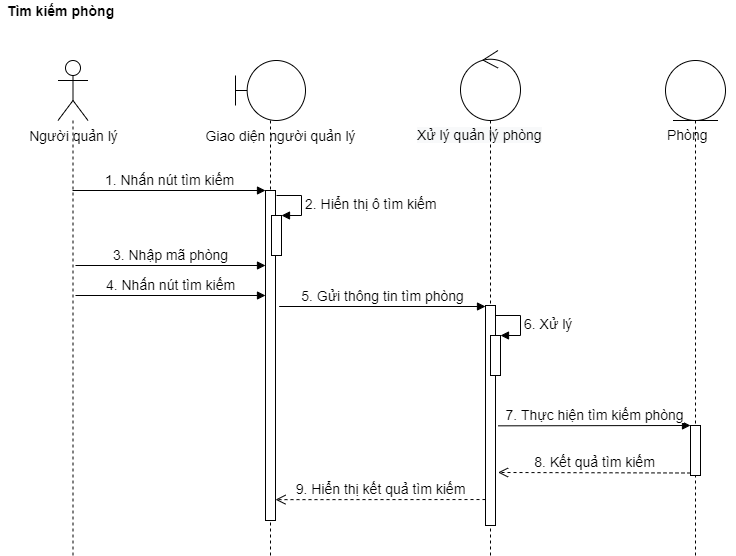 Tìm kiếm phòng
Người quản lý
Giao diện người quản lý
Xử lý quản lý phòng
Phòng
1. Nhấn nút tìm kiếm
2. Hiển thị ô tìm kiếm
3. Nhập mã phòng
4. Nhấn nút tìm kiếm
5. Gửi thông tin tìm phòng
6. Xử lý
7. Thực hiện tìm kiếm phòng
8. Kết quả tìm kiếm
9. Hiển thị kết quả tìm kiếm